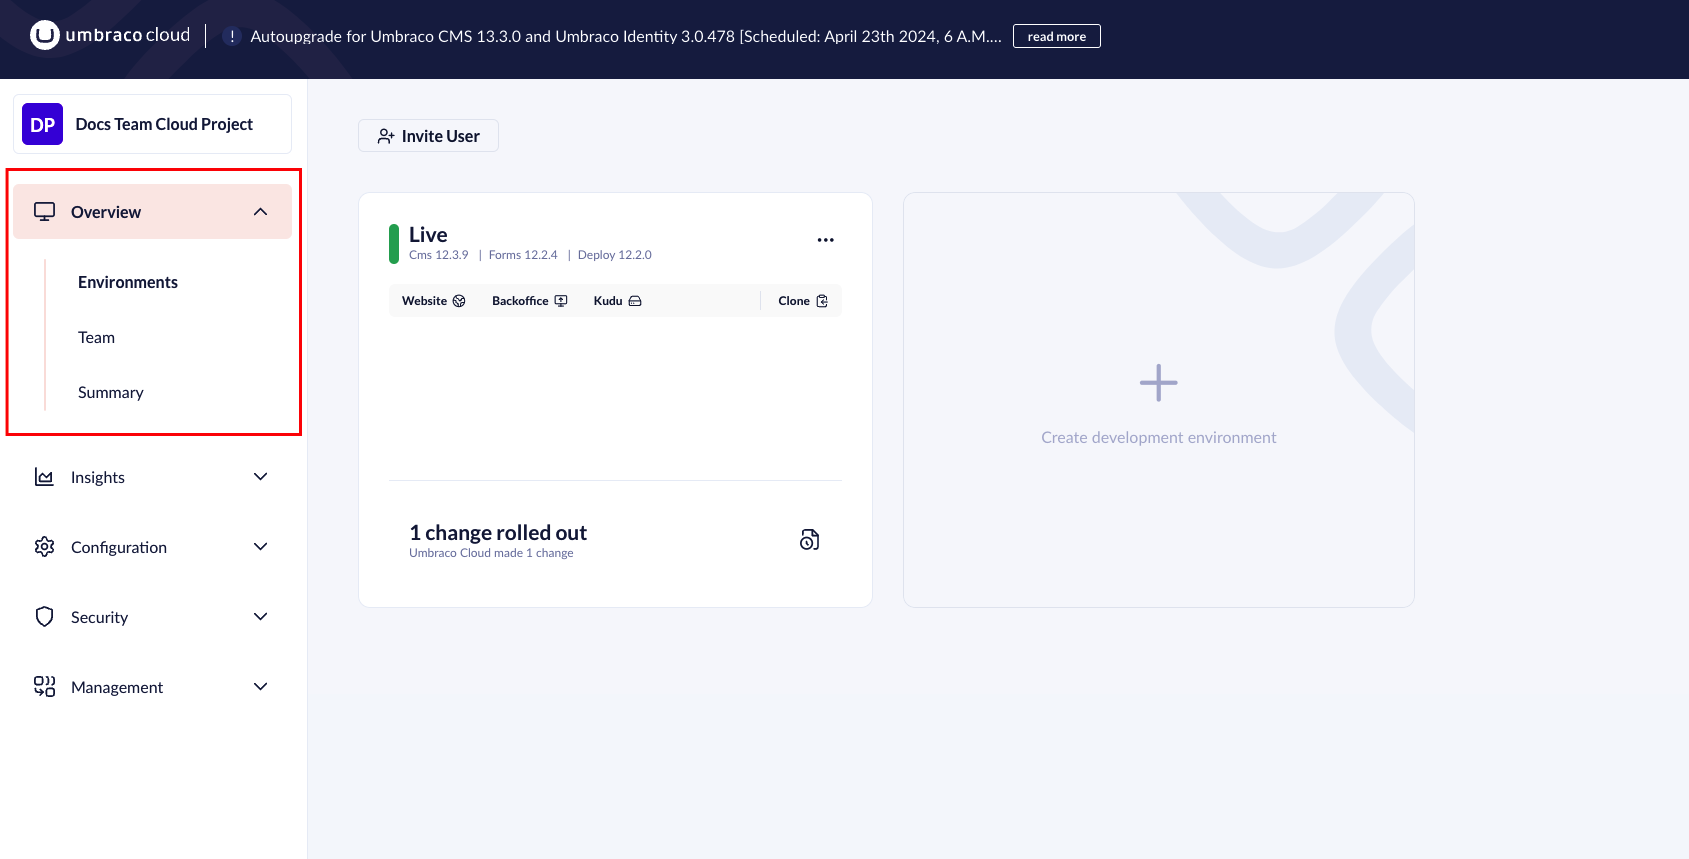 umbraco cloud
! Autoupgrade for Umbraco CMS 13.3.0 and Umbraco Identity 3.0.478 [Scheduled: April 23th 2024, 6 A.M....
read more
DP Docs Team Cloud Project
Overview
Environments
Team
Summary
Insights
Configuration
Security
Management
Invite User
Live
Cms 12.3.9 | Forms 12.2.4 | Deploy 12.2.0
Website Backoffice Kudu Clone
1 change rolled out
Umbraco Cloud made 1 change
Create development environment